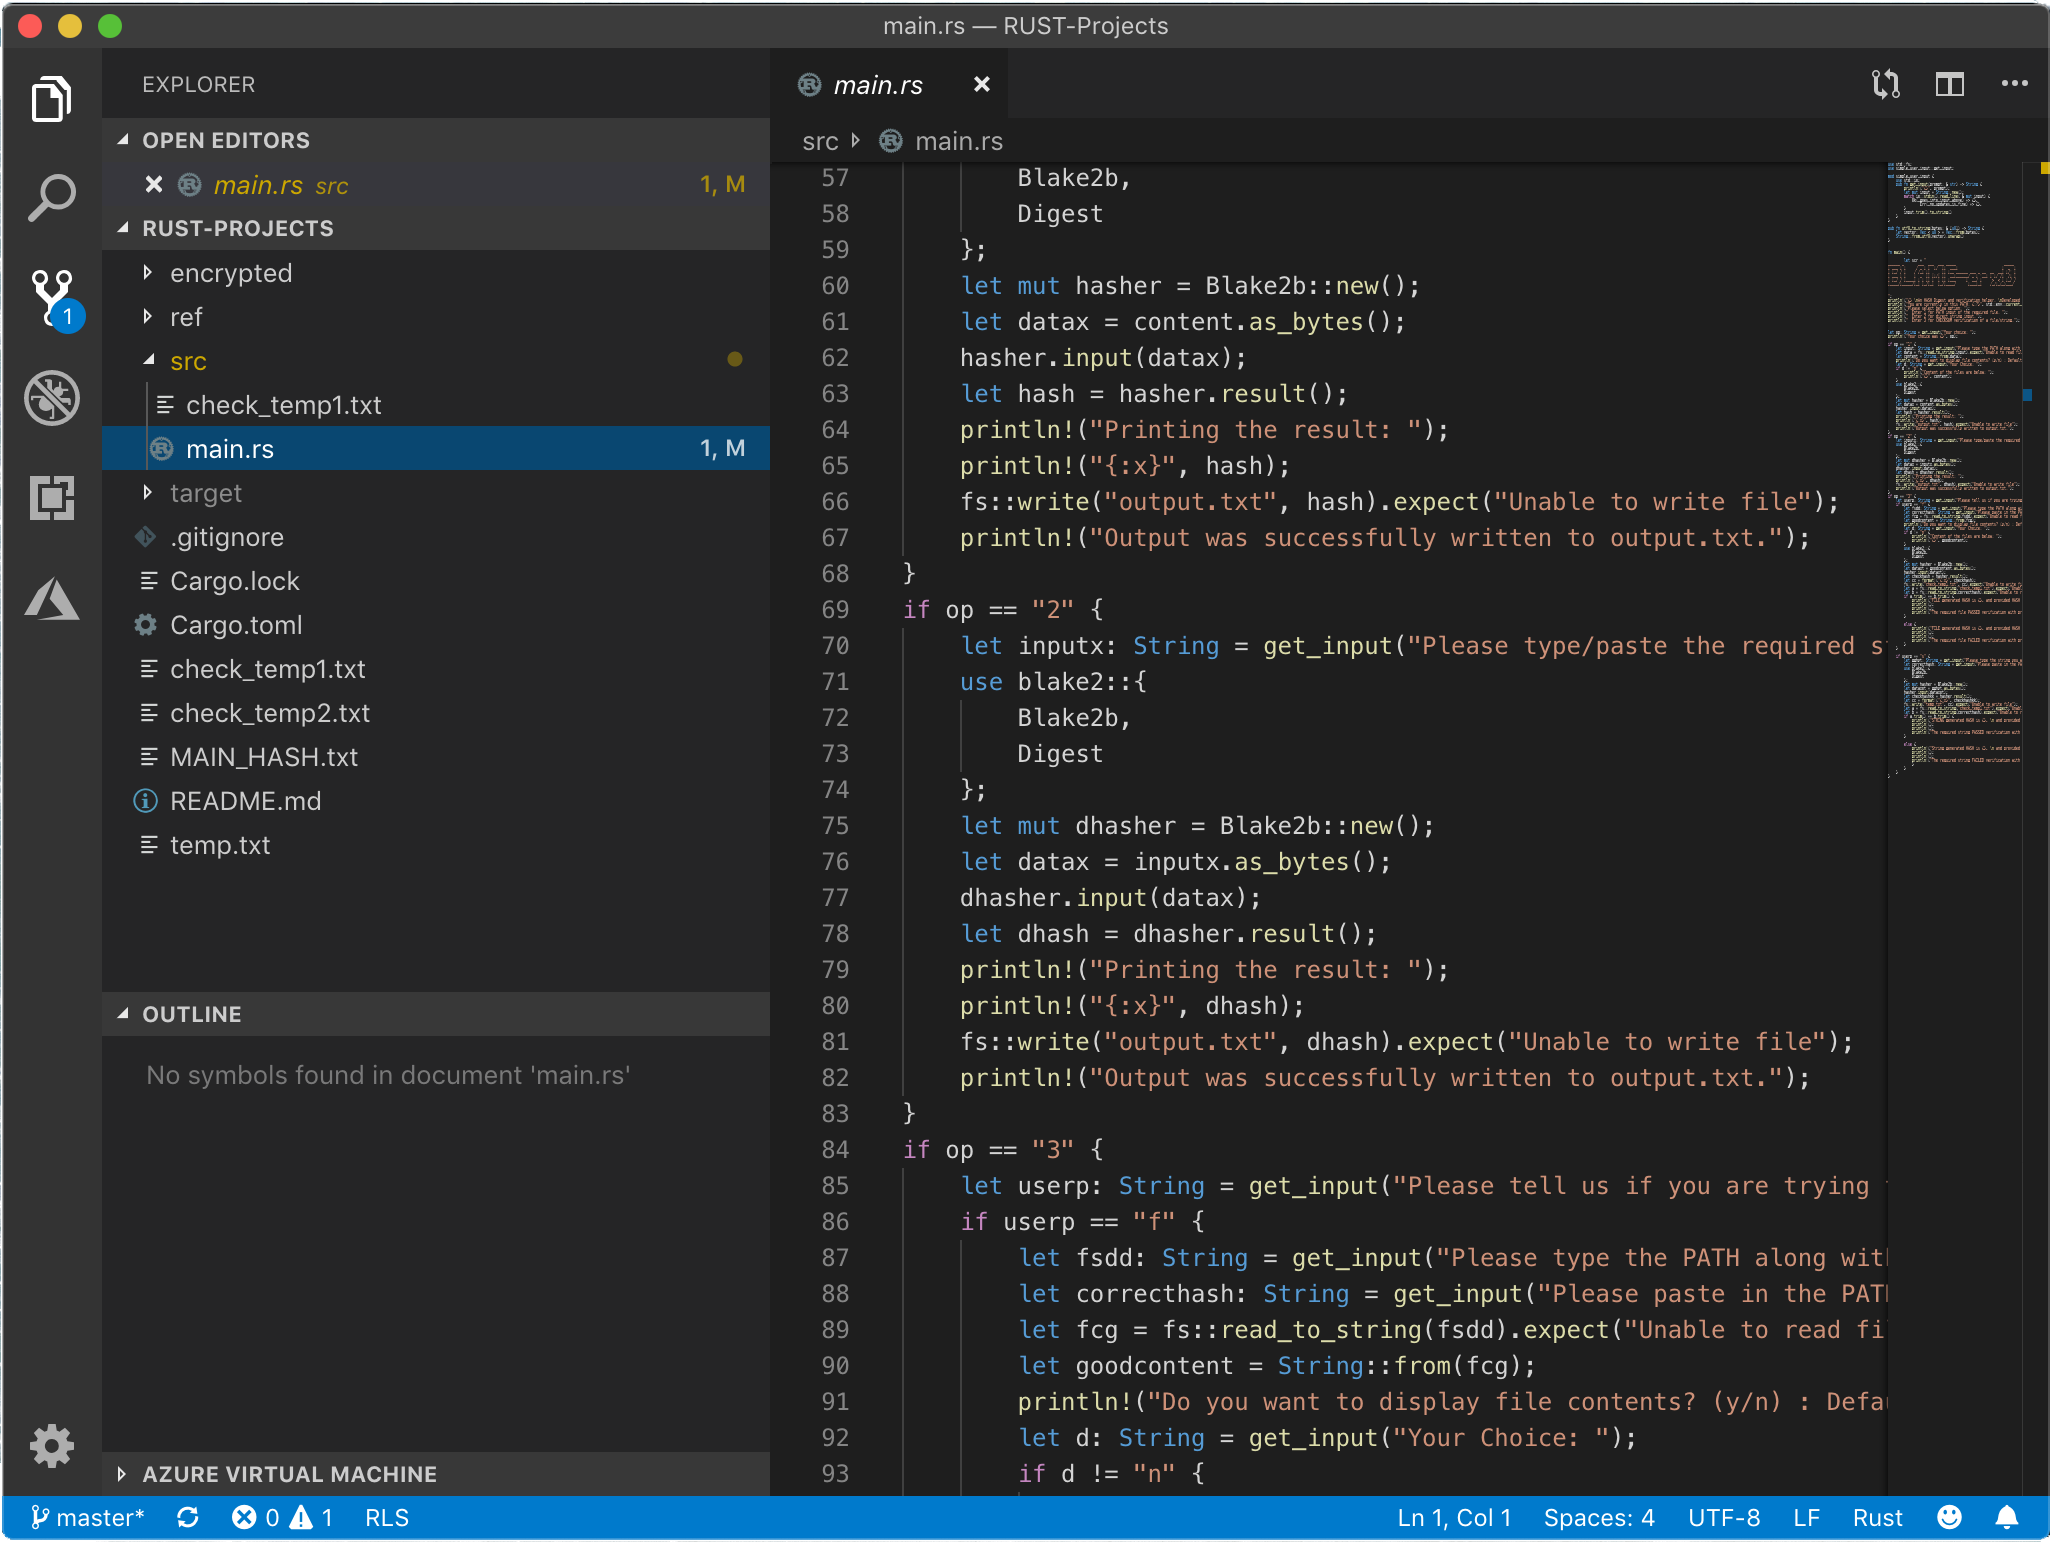 main.rs — RUST-Projects
EXPLORER
OPEN EDITORS
main.rs src 1, M
RUST-PROJECTS
encrypted
ref
src
check_temp1.txt
main.rs 1, M
target
.gitignore
Cargo.lock
Cargo.toml
check_temp1.txt
check_temp2.txt
MAIN_HASH.txt
README.md
temp.txt
OUTLINE
No symbols found in document 'main.rs'
AZURE VIRTUAL MACHINE
1
main.rs
src main.rs
57 Blake2b,
58 Digest
59 };
60 let mut hasher = Blake2b::new();
61 let datax = content.as_bytes();
62 hasher.input(datax);
63 let hash = hasher.result();
64 println!("Printing the result: ");
65 println!("{:x}", hash);
66 fs::write("output.txt", hash).expect("Unable to write file");
67 println!("Output was successfully written to output.txt.");
68 }
69 if op == "2" {
70 let inputx: String = get_input("Please type/paste the required
71 use blake2::{
72 Blake2b,
73 Digest
74 };
75 let mut dhasher = Blake2b::new();
76 let datax = inputx.as_bytes();
77 dhasher.input(datax);
78 let dhash = dhasher.result();
79 println!("Printing the result: ");
80 println!("{:x}", dhash);
81 fs::write("output.txt", dhash).expect("Unable to write file");
82 println!("Output was successfully written to output.txt.");
83 }
84 if op == "3" {
85 let userp: String = get_input("Please tell us if you are trying
86 if userp == "f" {
87 let fsdd: String = get_input("Please type the PATH along wit
88 let correcthash: String = get_input("Please paste in the PAT
89 let fcg = fs::read_to_string(fsdd).expect("Unable to read fi
90 let goodcontent = String::from(fcg);
91 println!("Do you want to display file contents? (y/n) : Defa
92 let d: String = get_input("Your Choice: ");
93 if d != "n" {
master* 0 1 RLS Ln 1, Col 1 Spaces: 4 UTF-8 LF Rust